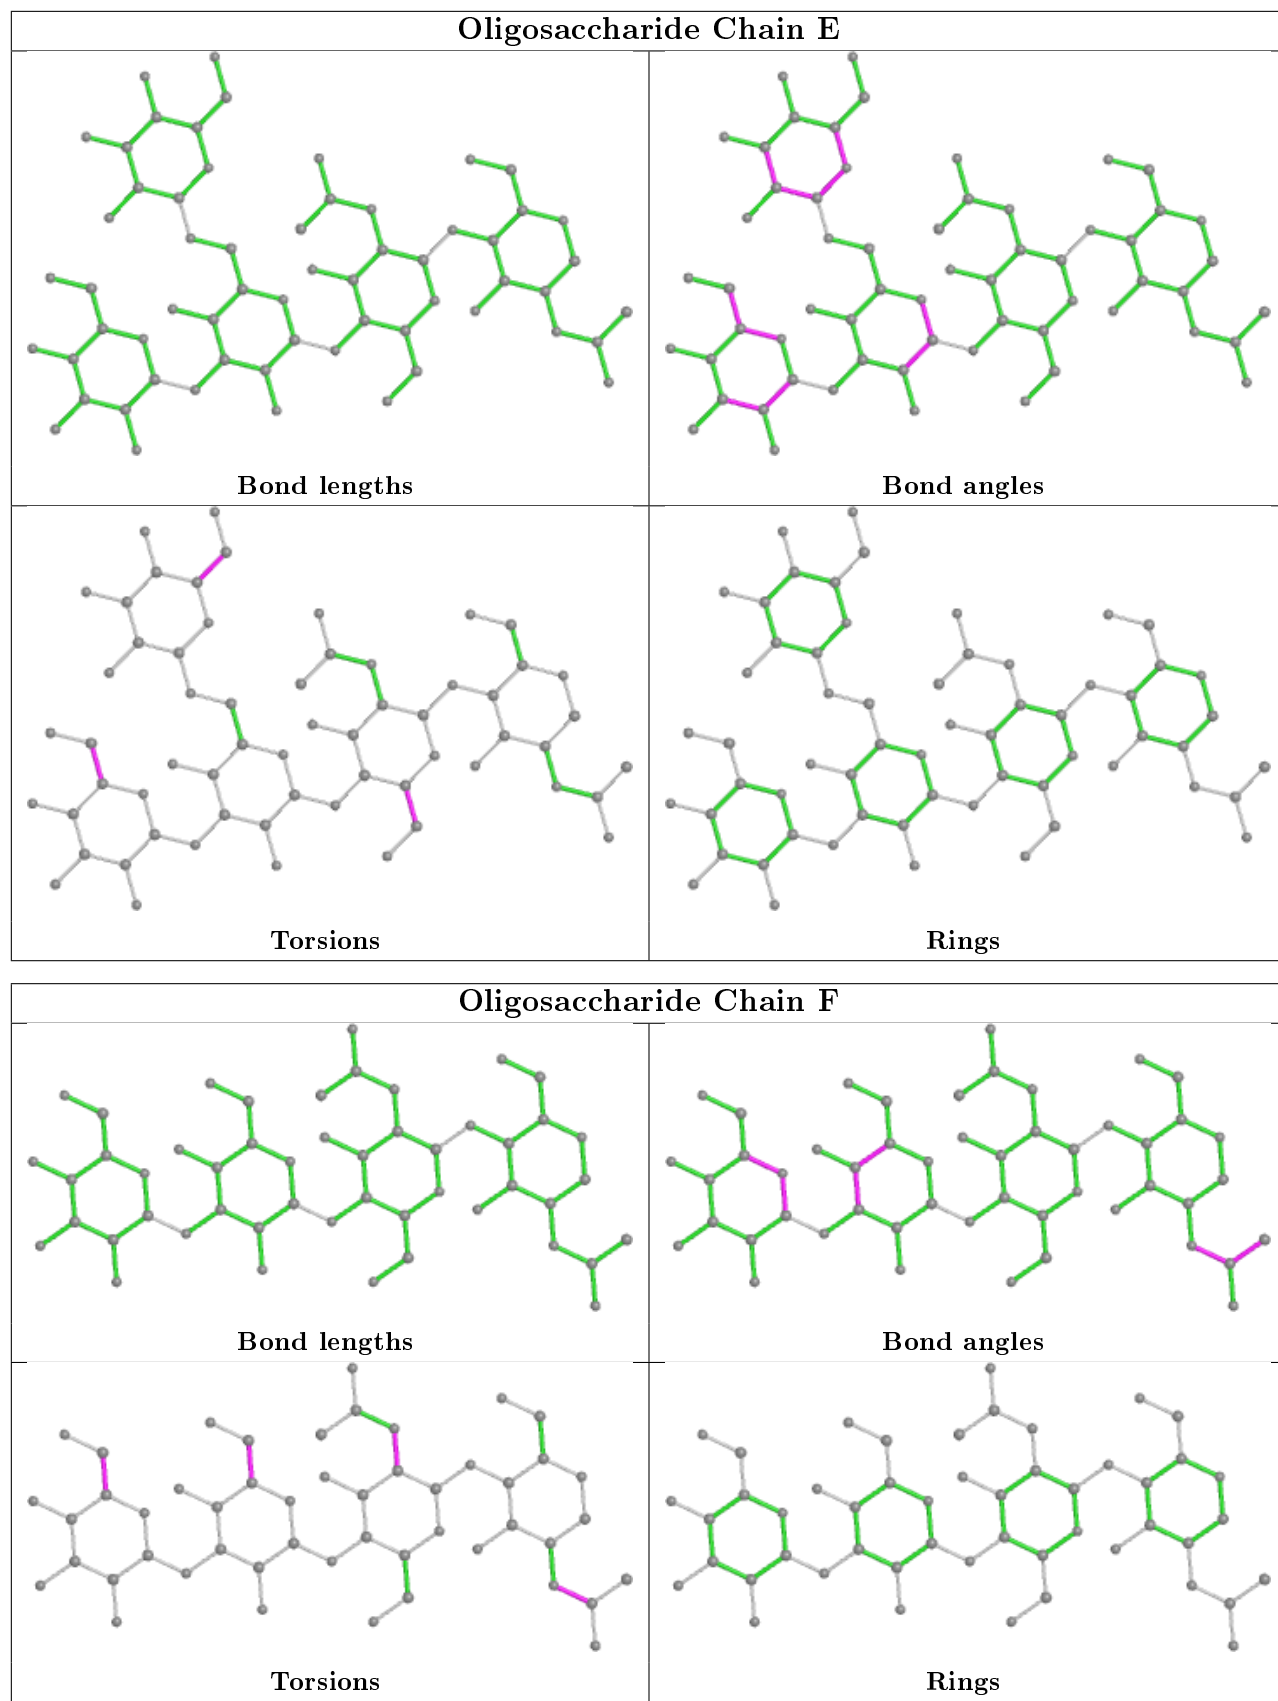 Oligosaccharide Chain E
Bond lengths
Bond angles
Torsions
Rings
Oligosaccharide Chain F
Bond lengths
Bond angles
Torsions
Rings